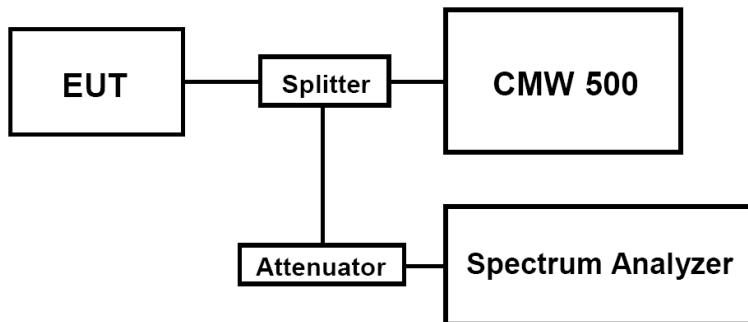 EUT
Splitter
CMW 500
Attenuator
Spectrum Analyzer